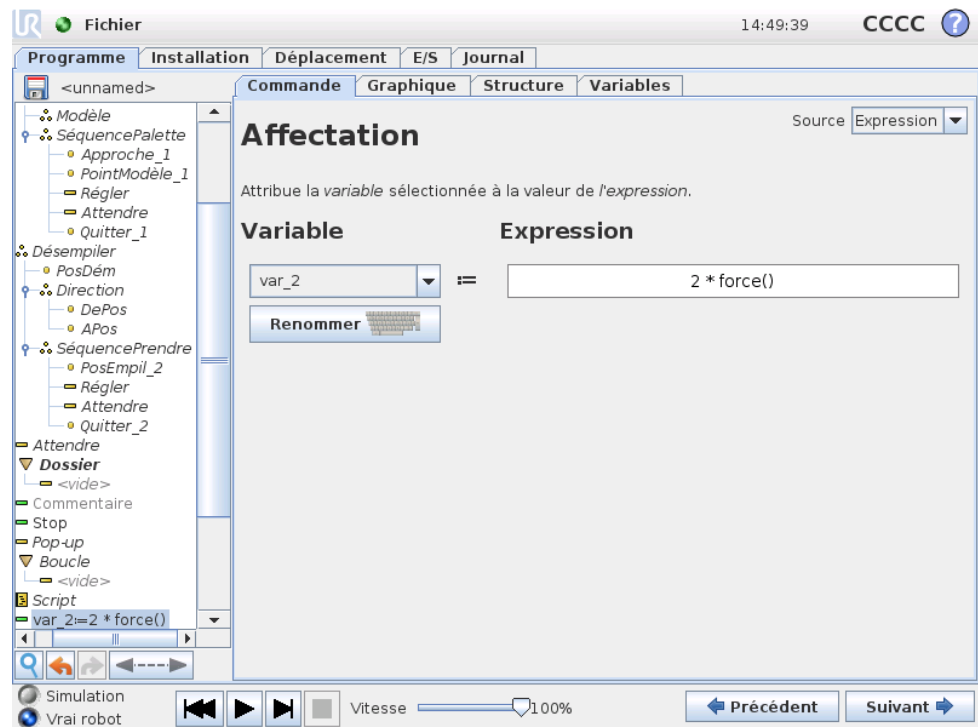 UR Fichier 14:49:39 CCCC ?
Programme Installation Déplacement E/S Journal
<unnamed>
Commande Graphique Structure Variables
Modèle
SéquencePalette
Approche_1
PointModèle_1
Régler
Attendre
Quitter_1
Désempiler
PosDém
Direction
DePos
APos
SéquencePrendre
PosEmpil_2
Régler
Attendre
Quitter_2
Attendre
Dossier
<vide>
Commentaire
Stop
Pop-up
Boucle
<vide>
Script
var_2:=2 * force()
Source Expression
Affectation
Attribue la variable sélectionnée à la valeur de l'expression.
Variable Expression
var_2 := 2 * force()
Renommer
Simulation
Vrai robot
Vitesse 100%
Précédent Suivant